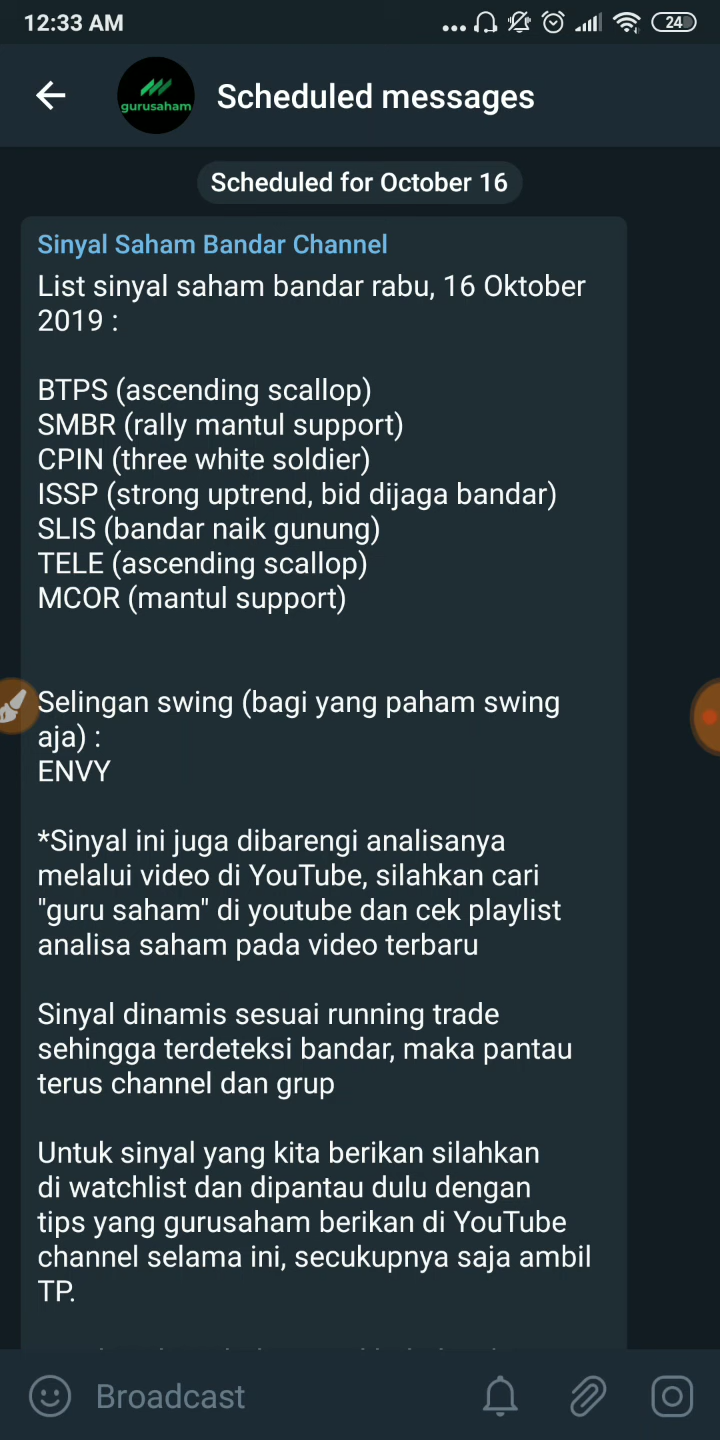 12:33 AM
24
gurusaham
Scheduled messages
Scheduled for October 16
Sinyal Saham Bandar Channel
List sinyal saham bandar rabu, 16 Oktober
2019 :
BTPS (ascending scallop)
SMBR (rally mantul support)
CPIN (three white soldier)
ISSP (strong uptrend, bid dijaga bandar)
SLIS (bandar naik gunung)
TELE (ascending scallop)
MCOR (mantul support)
Selingan swing (bagi yang paham swing
aja) :
ENVY
*Sinyal ini juga dibarengi analisanya
melalui video di YouTube, silahkan cari
"guru saham" di youtube dan cek playlist
analisa saham pada video terbaru
Sinyal dinamis sesuai running trade
sehingga terdeteksi bandar, maka pantau
terus channel dan grup
Untuk sinyal yang kita berikan silahkan
di watchlist dan dipantau dulu dengan
tips yang gurusaham berikan di YouTube
channel selama ini, secukupnya saja ambil
TP.
Broadcast